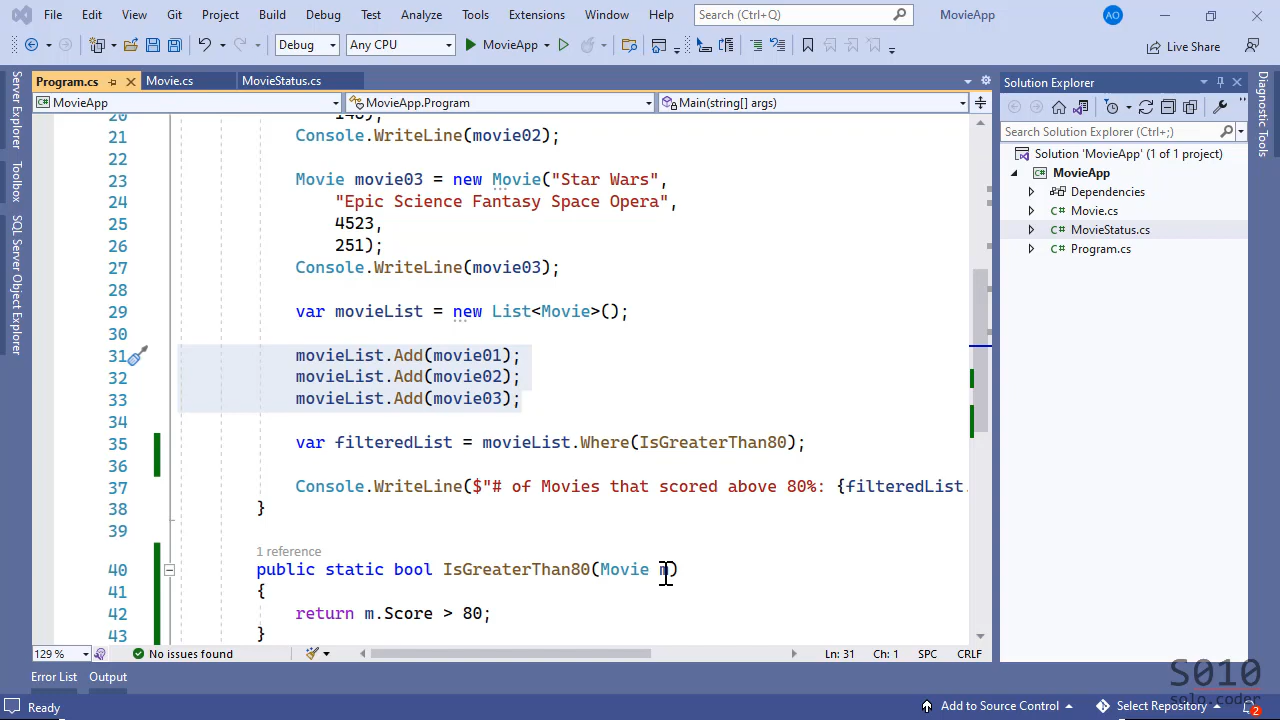 File Edit View Git Project Build Debug Test Analyze Tools Extensions Window Help Search (Ctrl+Q) MovieApp AO
Debug Any CPU MovieApp Live Share
Program.cs Movie.cs MovieStatus.cs
MovieApp MovieApp.Program Main(string[] args)
Server Explorer
Toolbox
SQL Server Object Explorer
20
21 Console.WriteLine(movie02);
22
23 Movie movie03 = new Movie("Star Wars",
24 "Epic Science Fantasy Space Opera",
25 4523,
26 251);
27 Console.WriteLine(movie03);
28
29 var movieList = new List<Movie>();
30
31 movieList.Add(movie01);
32 movieList.Add(movie02);
33 movieList.Add(movie03);
34
35 var filteredList = movieList.Where(IsGreaterThan80);
36
37 Console.WriteLine($"# of Movies that scored above 80%: {filteredList.
38 }
39
1 reference
40 public static bool IsGreaterThan80(Movie m)
41 {
42 return m.Score > 80;
43 }
129 % No issues found Ln: 31 Ch: 1 SPC CRLF
Solution Explorer
Search Solution Explorer (Ctrl+;)
Solution 'MovieApp' (1 of 1 project)
MovieApp
Dependencies
Movie.cs
MovieStatus.cs
Program.cs
Diagnostic Tools
Error List Output
S010
solo.coder
Ready Add to Source Control Select Repository 2